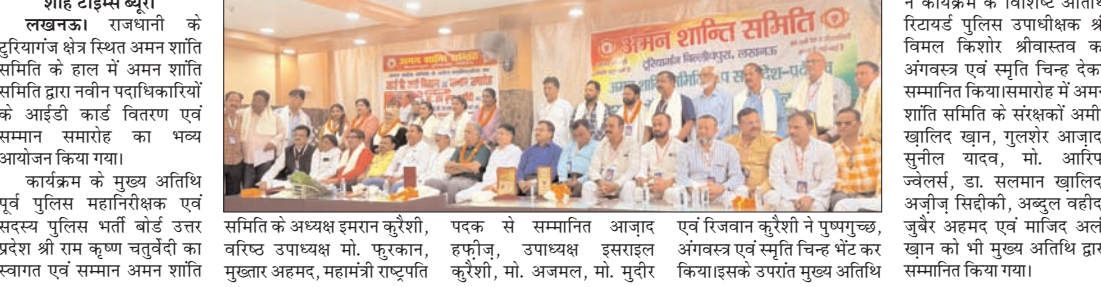 शाह टाइम्स ब्यूरो
लखनऊ। राजधानी के
टुरियागंज क्षेत्र स्थित अमन शांति
समिति के हाल में अमन शांति
समिति द्वारा नवीन पदाधिकारियों
के आईडी कार्ड वितरण एवं
सम्मान समारोह का भव्य
आयोजन किया गया।
कार्यक्रम के मुख्य अतिथि
पूर्व पुलिस महानिरीक्षक एवं
सदस्य पुलिस भर्ती बोर्ड उत्तर
प्रदेश श्री राम कृष्ण चतुर्वेदी का
स्वागत एवं सम्मान अमन शांति
अमन शान्ति समिति
अमन शान्ति समिति
टुरियागंज बिल्लौचपुरा, लखनऊ
समिति के अध्यक्ष इमरान कुरैशी,
वरिष्ठ उपाध्यक्ष मो. फुरकान,
मुख्तार अहमद, महामंत्री राष्ट्रपति
पदक से सम्मानित आज़ाद
हफीज़, उपाध्यक्ष इसराइल
कुरैशी, मो. अजमल, मो. मुदीर
एवं रिजवान कुरैशी ने पुष्पगुच्छ,
अंगवस्त्र एवं स्मृति चिन्ह भेंट कर
किया।इसके उपरांत मुख्य अतिथि
ने कार्यक्रम के विशिष्ट अतिथि
रिटायर्ड पुलिस उपाधीक्षक श्री
विमल किशोर श्रीवास्तव क
अंगवस्त्र एवं स्मृति चिन्ह देक
सम्मानित किया।समारोह में अमन
शांति समिति के संरक्षकों अमी
खा़लिद खा़न, गुलशेर आजा़द
सुनील यादव, मो. आरिफ
ज्वेलर्स, डा. सलमान खा़लिद
अजी़ज़ सिद्दीकी, अब्दुल वहीद
जुबैर अहमद एवं माजिद अल
खा़न को भी मुख्य अतिथि द्वार
सम्मानित किया गया।